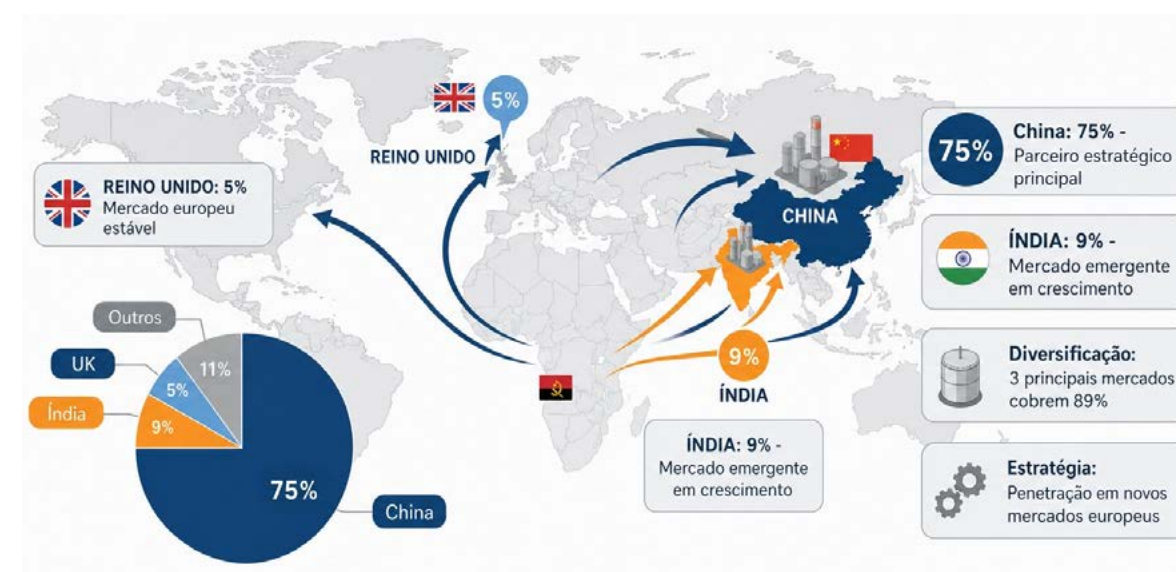 5%
REINO UNIDO
REINO UNIDO: 5%
Mercado europeu
estável
CHINA
75%
China: 75% -
Parceiro estratégico
principal
ÍNDIA: 9% -
Mercado emergente
em crescimento
Diversificação:
3 principais mercados
cobrem 89%
Estratégia:
Penetração em novos
mercados europeus
9%
ÍNDIA
ÍNDIA: 9% -
Mercado emergente
em crescimento
Outros
11%
UK
5%
Índia
9%
75%
China